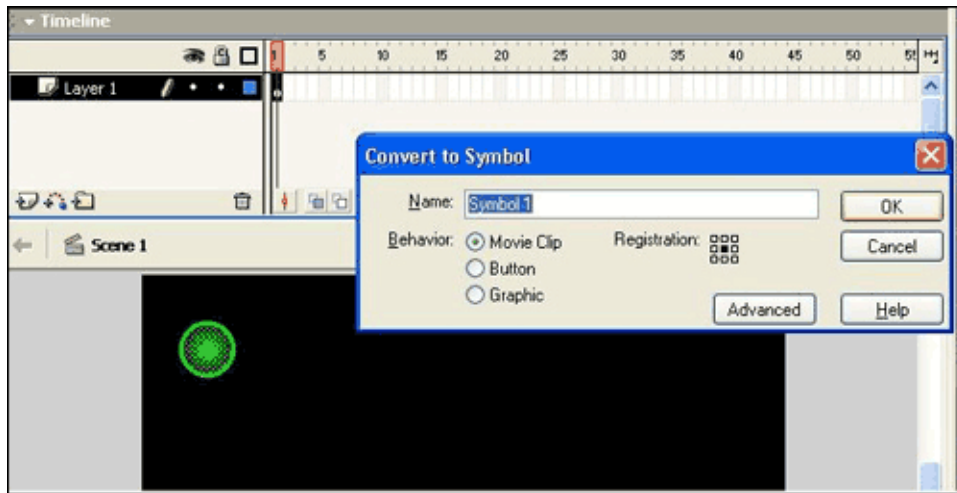 Timeline
1 5 10 15 20 25 30 35 40 45 50
Layer 1
Convert to Symbol
Name: Symbol 1
OK
Behavior: Movie Clip
Registration:
Cancel
Button
Graphic
Advanced
Help
Scene 1